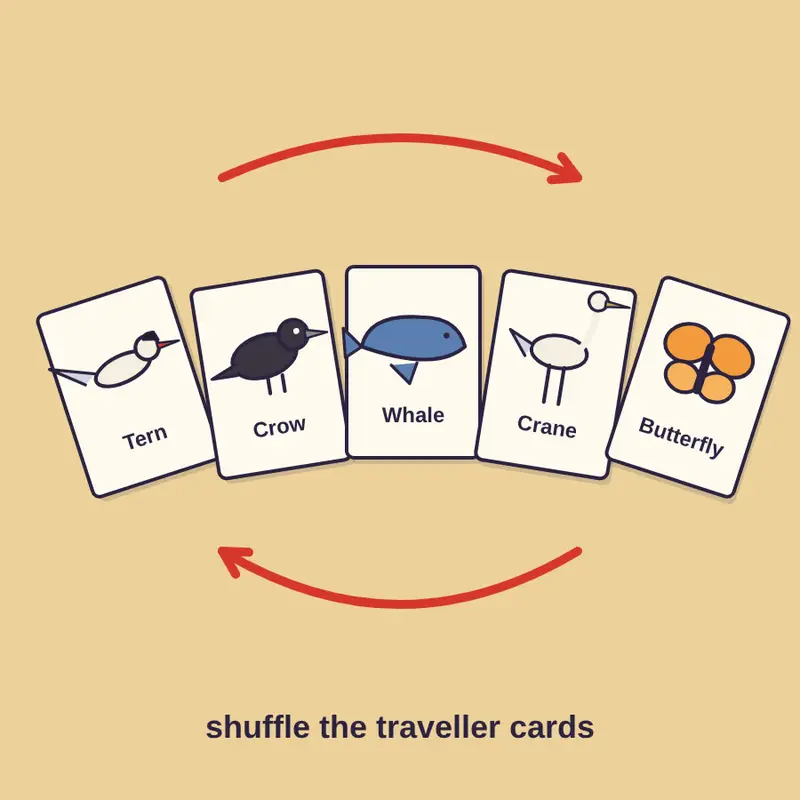 Tern
Crow
Whale
Crane
Butterfly
shuffle the traveller cards